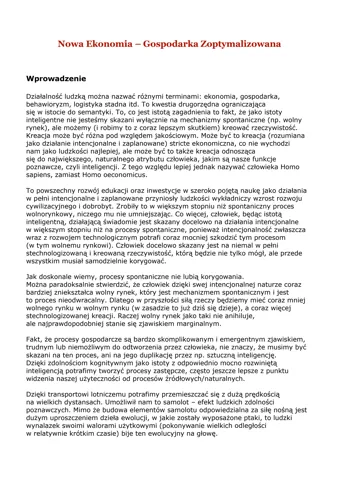 Nowa Ekonomia – Gospodarka Zoptymalizowana
Wprowadzenie
Działalność ludzką można nazwać różnymi terminami: ekonomia, gospodarka,
behawioryzm, logistyka stadna itd. To kwestia drugorzędna ograniczająca
się w istocie do semantyki. To, co jest istotą zagadnienia to fakt, że jako istoty
inteligentne nie jesteśmy skazani wyłącznie na mechanizmy spontaniczne (np. wolny
rynek), ale możemy (i robimy to z coraz lepszym skutkiem) kreować rzeczywistość.
Kreacja może być różna pod względem jakościowym. Może być to kreacja (rozumiana
jako działanie intencjonalne i zaplanowane) stricte ekonomiczna, co nie wychodzi
nam jako ludzkości najlepiej, ale może być to także kreacja odnosząca
się do największego, naturalnego atrybutu człowieka, jakim są nasze funkcje
poznawcze, czyli inteligencji. Z tego względu lepiej jednak nazywać człowieka Homo
sapiens, zamiast Homo oeconomicus.
To powszechny rozwój edukacji oraz inwestycje w szeroko pojętą naukę jako działania
w pełni intencjonalne i zaplanowane przyniosły ludzkości wykładniczy wzrost rozwoju
cywilizacyjnego i dobrobyt. Zrobiły to w większym stopniu niż spontaniczny proces
wolnorynkowy, niczego mu nie umniejszając. Co więcej, człowiek, będąc istotą
inteligentną, działającą świadomie jest skazany docelowo na działania intencjonalne
w większym stopniu niż na procesy spontaniczne, ponieważ intencjonalność zwłaszcza
wraz z rozwojem technologicznym potrafi coraz mocniej szkodzić tym procesom
(w tym wolnemu rynkowi). Człowiek docelowo skazany jest na niemal w pełni
stechnologizowaną i kreowaną rzeczywistość, którą będzie nie tylko mógł, ale przede
wszystkim musiał samodzielnie korygować.
Jak doskonale wiemy, procesy spontaniczne nie lubią korygowania.
Można paradoksalnie stwierdzić, że człowiek dzięki swej intencjonalnej naturze coraz
bardziej zniekształca wolny rynek, który jest mechanizmem spontanicznym i jest
to proces nieodwracalny. Dlatego w przyszłości siłą rzeczy będziemy mieć coraz mniej
wolnego rynku w wolnym rynku (w zasadzie to już dziś się dzieje), a coraz więcej
stechnologizowanej kreacji. Raczej wolny rynek jako taki nie anihiluje,
ale najprawdopodobniej stanie się zjawiskiem marginalnym.
Fakt, że procesy gospodarcze są bardzo skomplikowanym i emergentnym zjawiskiem,
trudnym lub niemożliwym do odtworzenia przez człowieka, nie znaczy, że musimy być
skazani na ten proces, ani na jego duplikację przez np. sztuczną inteligencję.
Dzięki zdolnościom kognitywnym jako istoty z odpowiednio mocno rozwiniętą
inteligencją potrafimy tworzyć procesy zastępcze, często jeszcze lepsze z punktu
widzenia naszej użyteczności od procesów źródłowych/naturalnych.
Dzięki transportowi lotniczemu potrafimy przemieszczać się z dużą prędkością
na wielkich dystansach. Umożliwił nam to samolot – efekt ludzkich zdolności
poznawczych. Mimo że budowa elementów samolotu odpowiedzialna za siłę nośną jest
dużym uproszczeniem dzieła ewolucji, w jakie zostały wyposażone ptaki, to ludzki
wynalazek swoimi walorami użytkowymi (pokonywanie wielkich odległości
w relatywnie krótkim czasie) bije ten ewolucyjny na głowę.